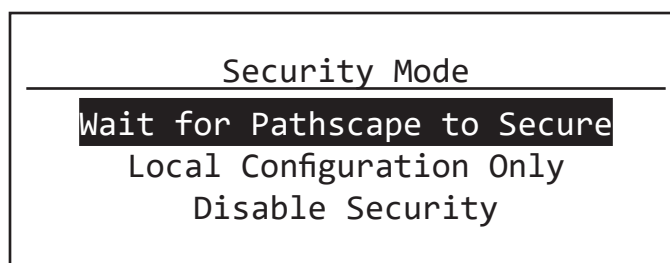 Security Mode
Wait for Pathscape to Secure
Local Configuration Only
Disable Security